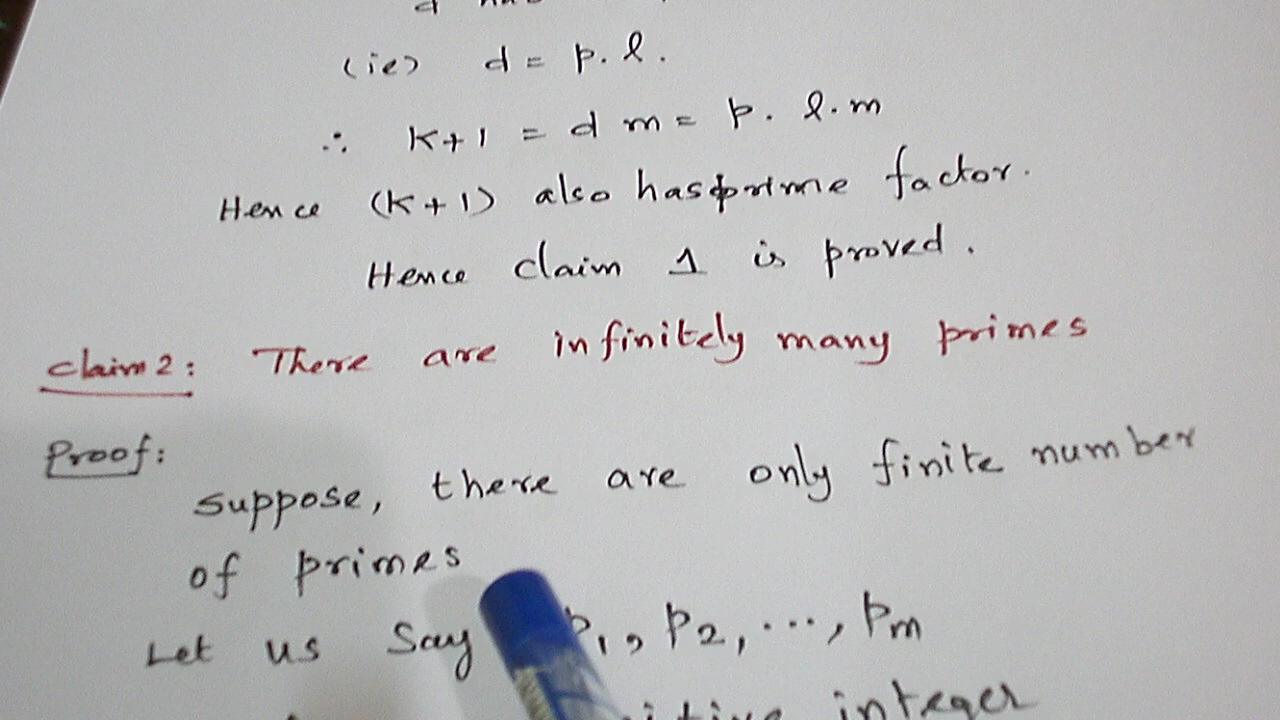 (ie) d = p. l.
∴ K+1 = d m = p. l. m
Hence (K+1) also has prime factor.
Hence claim 1 is proved.
claim 2: There are infinitely many primes
Proof:
suppose, there are only finite number
of primes
Let us say p₁, p₂, ..., pₘ
integer